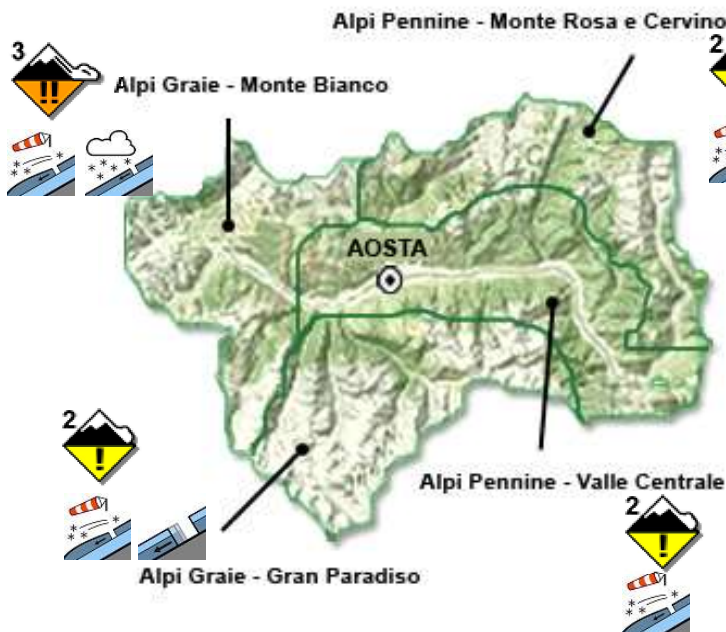 Alpi Pennine - Monte Rosa e Cervino
3
!!
2
Alpi Graie - Monte Bianco
AOSTA
2
!
Alpi Pennine - Valle Centrale
2
!
Alpi Graie - Gran Paradiso